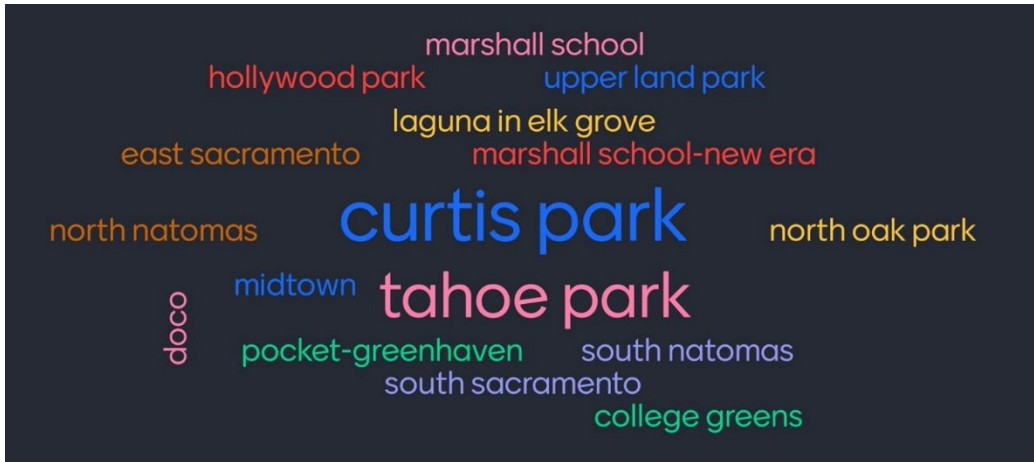 marshall school
hollywood park
upper land park
laguna in elk grove
east sacramento
marshall school-new era
curtis park
north natomas
north oak park
midtown
tahoe park
doco
pocket-greenhaven
south natomas
south sacramento
college greens